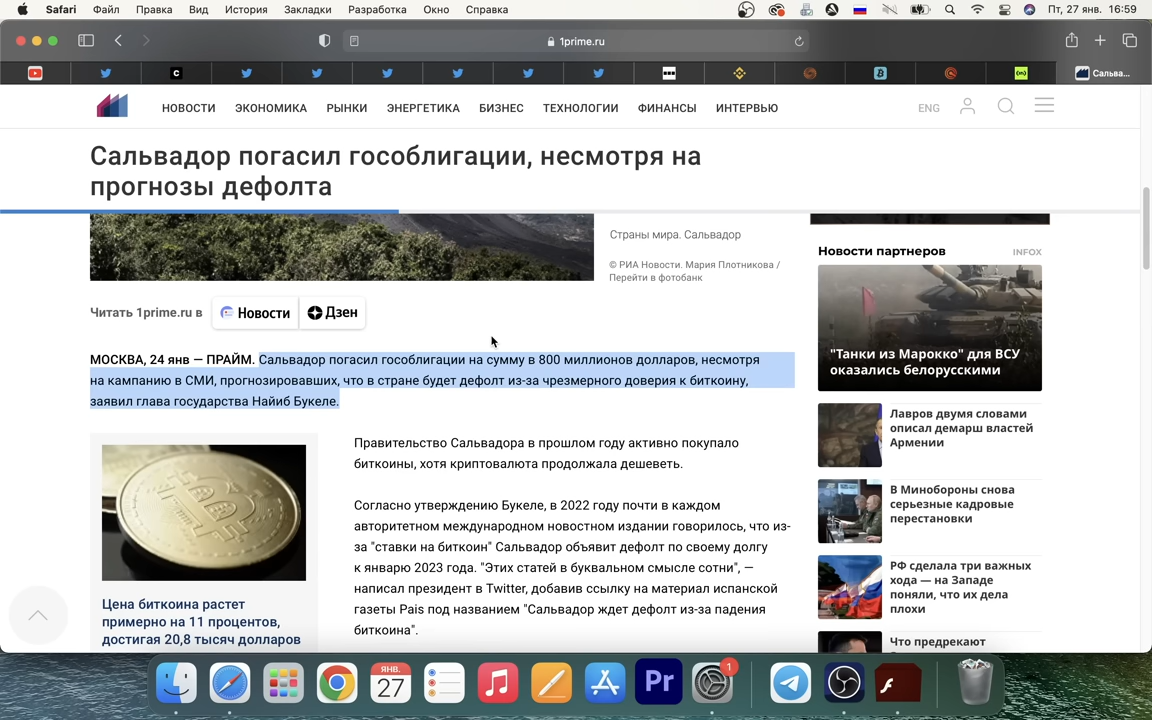 Safari Файл Правка Вид История Закладки Разработка Окно Справка Пт, 27 янв. 16:59
1prime.ru
Сальва...
НОВОСТИ ЭКОНОМИКА РЫНКИ ЭНЕРГЕТИКА БИЗНЕС ТЕХНОЛОГИИ ФИНАНСЫ ИНТЕРВЬЮ ENG
Сальвадор погасил гособлигации, несмотря на
прогнозы дефолта
Страны мира. Сальвадор
© РИА Новости. Мария Плотникова /
Перейти в фотобанк
Читать 1prime.ru в Новости Дзен
МОСКВА, 24 янв — ПРАЙМ. Сальвадор погасил гособлигации на сумму в 800 миллионов долларов, несмотря
на кампанию в СМИ, прогнозировавших, что в стране будет дефолт из-за чрезмерного доверия к биткоину,
заявил глава государства Найиб Букеле.
Правительство Сальвадора в прошлом году активно покупало
биткоины, хотя криптовалюта продолжала дешеветь.
Согласно утверждению Букеле, в 2022 году почти в каждом
авторитетном международном новостном издании говорилось, что из-
за "ставки на биткоин" Сальвадор объявит дефолт по своему долгу
к январю 2023 года. "Этих статей в буквальном смысле сотни", —
написал президент в Twitter, добавив ссылку на материал испанской
газеты Pais под названием "Сальвадор ждет дефолт из-за падения
биткоина".
Цена биткоина растет
примерно на 11 процентов,
достигая 20,8 тысяч долларов
Новости партнеров INFOX
"Танки из Марокко" для ВСУ
оказались белорусскими
Лавров двумя словами
описал демарш властей
Армении
В Минобороны снова
серьезные кадровые
перестановки
РФ сделала три важных
хода — на Западе
поняли, что их дела
плохи
Что предрекают
ЯНВ.
27
Pr
1